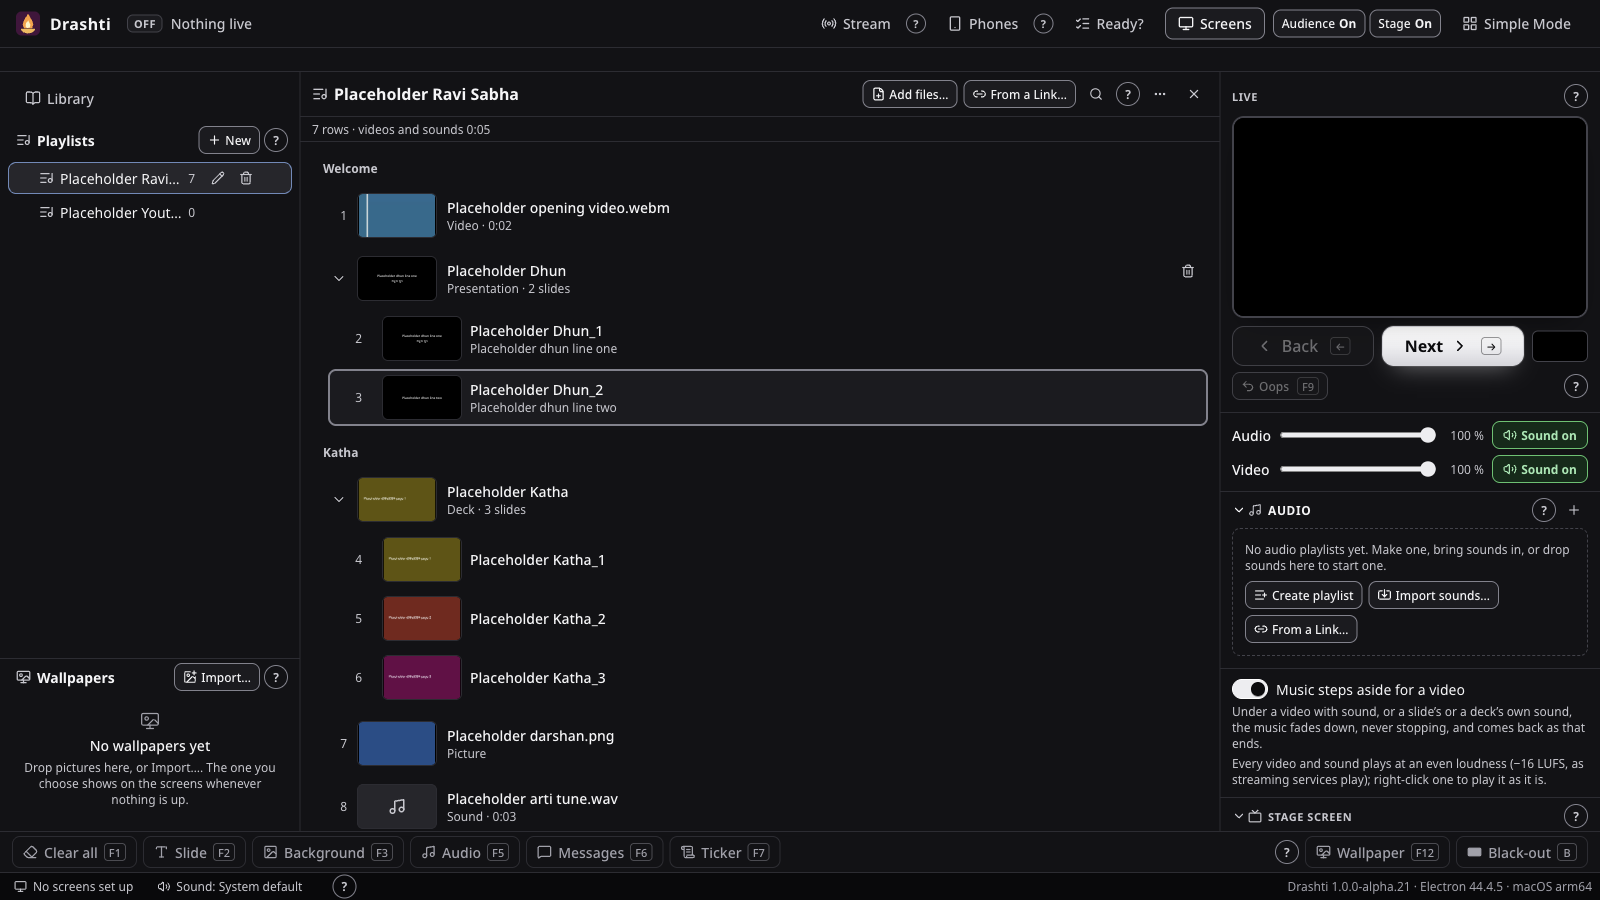 Drashti OFF Nothing live Stream ? Phones ? Ready? Screens Audience On Stage On Simple Mode
Library
Playlists + New ?
Placeholder Ravi... 7
Placeholder Yout... 0
Wallpapers Import... ?
No wallpapers yet
Drop pictures here, or Import.... The one you
choose shows on the screens whenever
nothing is up.
Placeholder Ravi Sabha Add files... From a Link... ?
7 rows · videos and sounds 0:05
Welcome
1 Placeholder opening video.webm
Video · 0:02
Placeholder Dhun
Presentation · 2 slides
2 Placeholder Dhun_1
Placeholder dhun line one
3 Placeholder Dhun_2
Placeholder dhun line two
Katha
Placeholder Katha
Deck · 3 slides
4 Placeholder Katha_1
5 Placeholder Katha_2
6 Placeholder Katha_3
7 Placeholder darshan.png
Picture
8 Placeholder arti tune.wav
Sound · 0:03
LIVE ?
Back ← Next →
Oops F9 ?
Audio 100 % Sound on
Video 100 % Sound on
AUDIO ? +
No audio playlists yet. Make one, bring sounds in, or drop
sounds here to start one.
Create playlist Import sounds...
From a Link...
Music steps aside for a video
Under a video with sound, or a slide’s or a deck’s own sound,
the music fades down, never stopping, and comes back as that
ends.
Every video and sound plays at an even loudness (−16 LUFS, as
streaming services play); right-click one to play it as it is.
STAGE SCREEN ?
Clear all F1 Slide F2 Background F3 Audio F5 Messages F6 Ticker F7 ? Wallpaper F12 Black-out B
No screens set up Sound: System default ? Drashti 1.0.0-alpha.21 · Electron 44.4.5 · macOS arm64